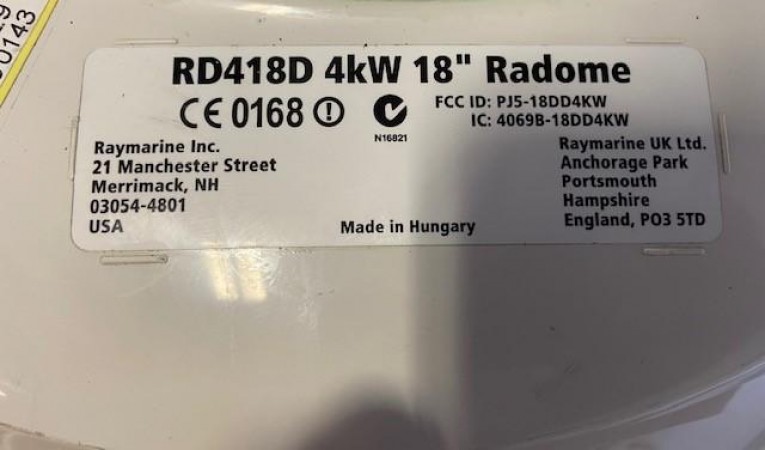 RD418D 4kW 18" Radome
CE 0168
N16821
FCC ID: PJ5-18DD4KW
IC: 4069B-18DD4KW
Raymarine Inc.
21 Manchester Street
Merrimack, NH
03054-4801
USA
Made in Hungary
Raymarine UK Ltd.
Anchorage Park
Portsmouth
Hampshire
England, PO3 5TD